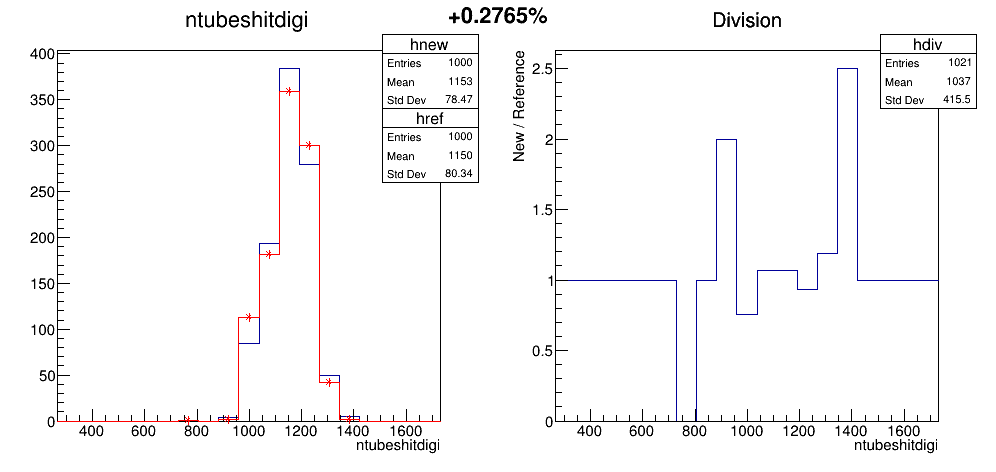 +0.2765%
ntubeshitdigi
hnew
Entries 1000
Mean 1153
Std Dev 78.47
href
Entries 1000
Mean 1150
Std Dev 80.34
400
350
300
250
200
150
100
50
0
400 600 800 1000 1200 1400 1600
ntubeshitdigi
Division
hdiv
Entries 1021
Mean 1037
Std Dev 415.5
New / Reference
2.5
2
1.5
1
0.5
0
400 600 800 1000 1200 1400 1600
ntubeshitdigi